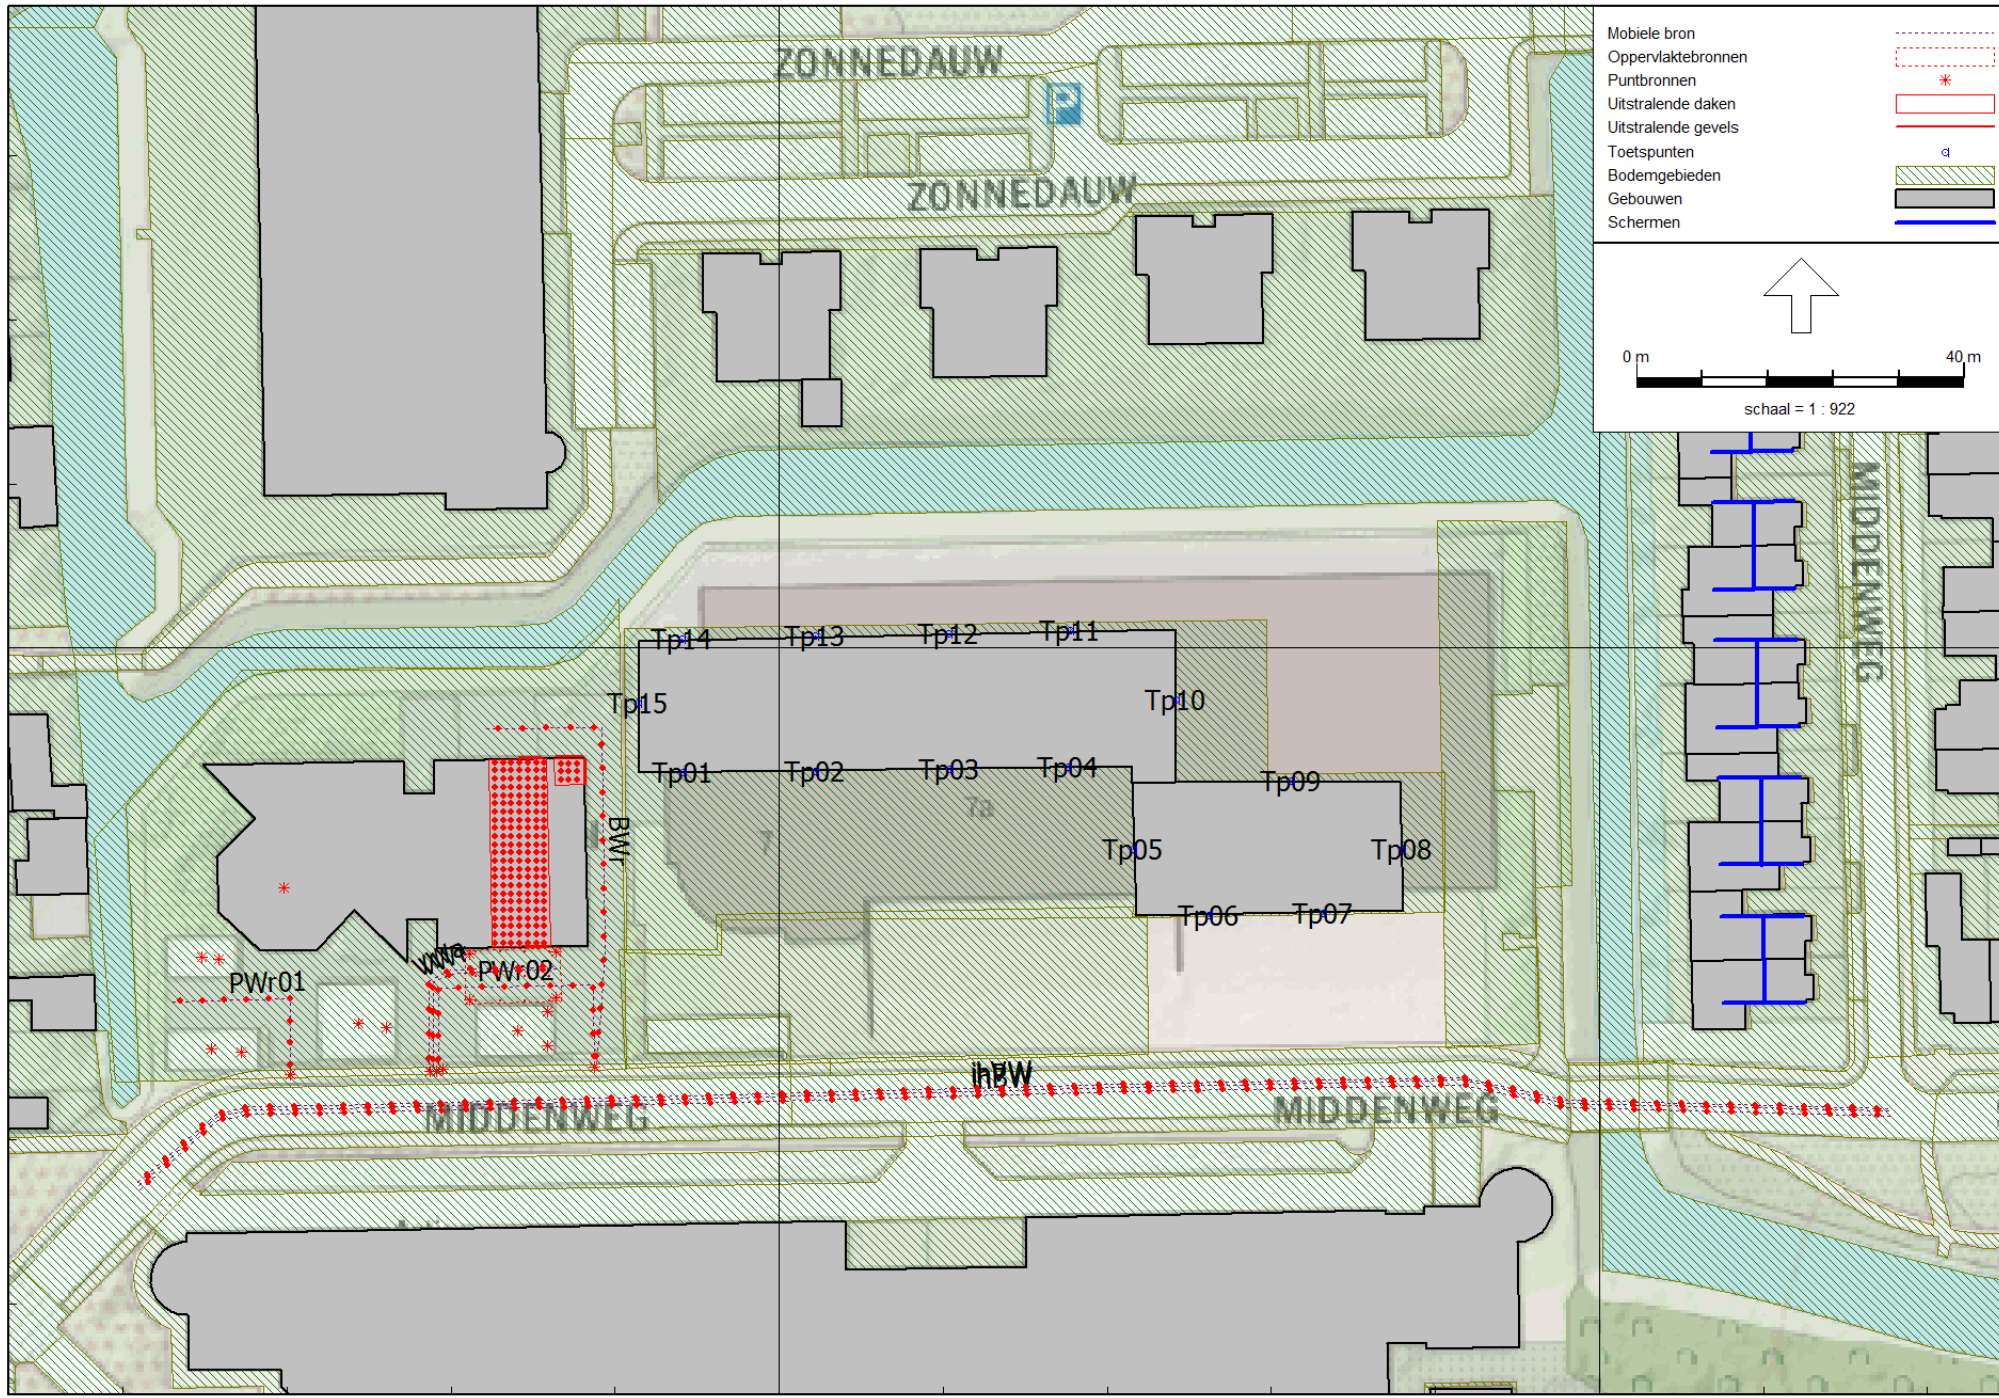 ZONNEDAUW
P
ZONNEDAUW
Mobiele bron
Oppervlaktebronnen
Puntbronnen
Uitstralende daken
Uitstralende gevels
Toetspunten
Bodemgebieden
Gebouwen
Schermen
0 m 40 m
schaal = 1 : 922
MIDDENWEG
Tp14 Tp13 Tp12 Tp11
Tp15 Tp10
Tp01 Tp02 Tp03 Tp04 Tp09
7a
7
BWr
Tp05 Tp08
Tp06 Tp07
PWr01 PWr02
MIDDENWEG MIDDENWEG